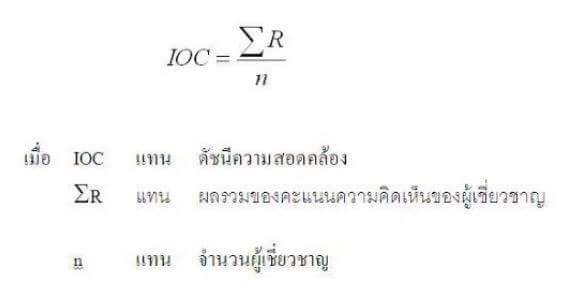 IOC = ∑R / n
เมื่อ IOC แทน ดัชนีความสอดคล้อง
∑R แทน ผลรวมของคะแนนความคิดเห็นของผู้เชี่ยวชาญ
n แทน จำนวนผู้เชี่ยวชาญ